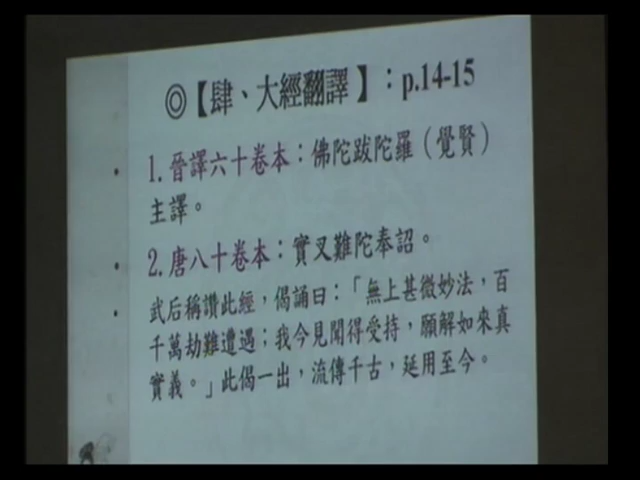 ◎【肆、大經翻譯】：p.14-15
1.晉譯六十卷本：佛陀跋陀羅（覺賢）
主譯。
2.唐八十卷本：實叉難陀奉詔。
武后稱讚此經，偈誦曰：「無上甚微妙法，百
千萬劫難遭遇；我今見聞得受持，願解如來真
實義。」此偈一出，流傳千古，延用至今。